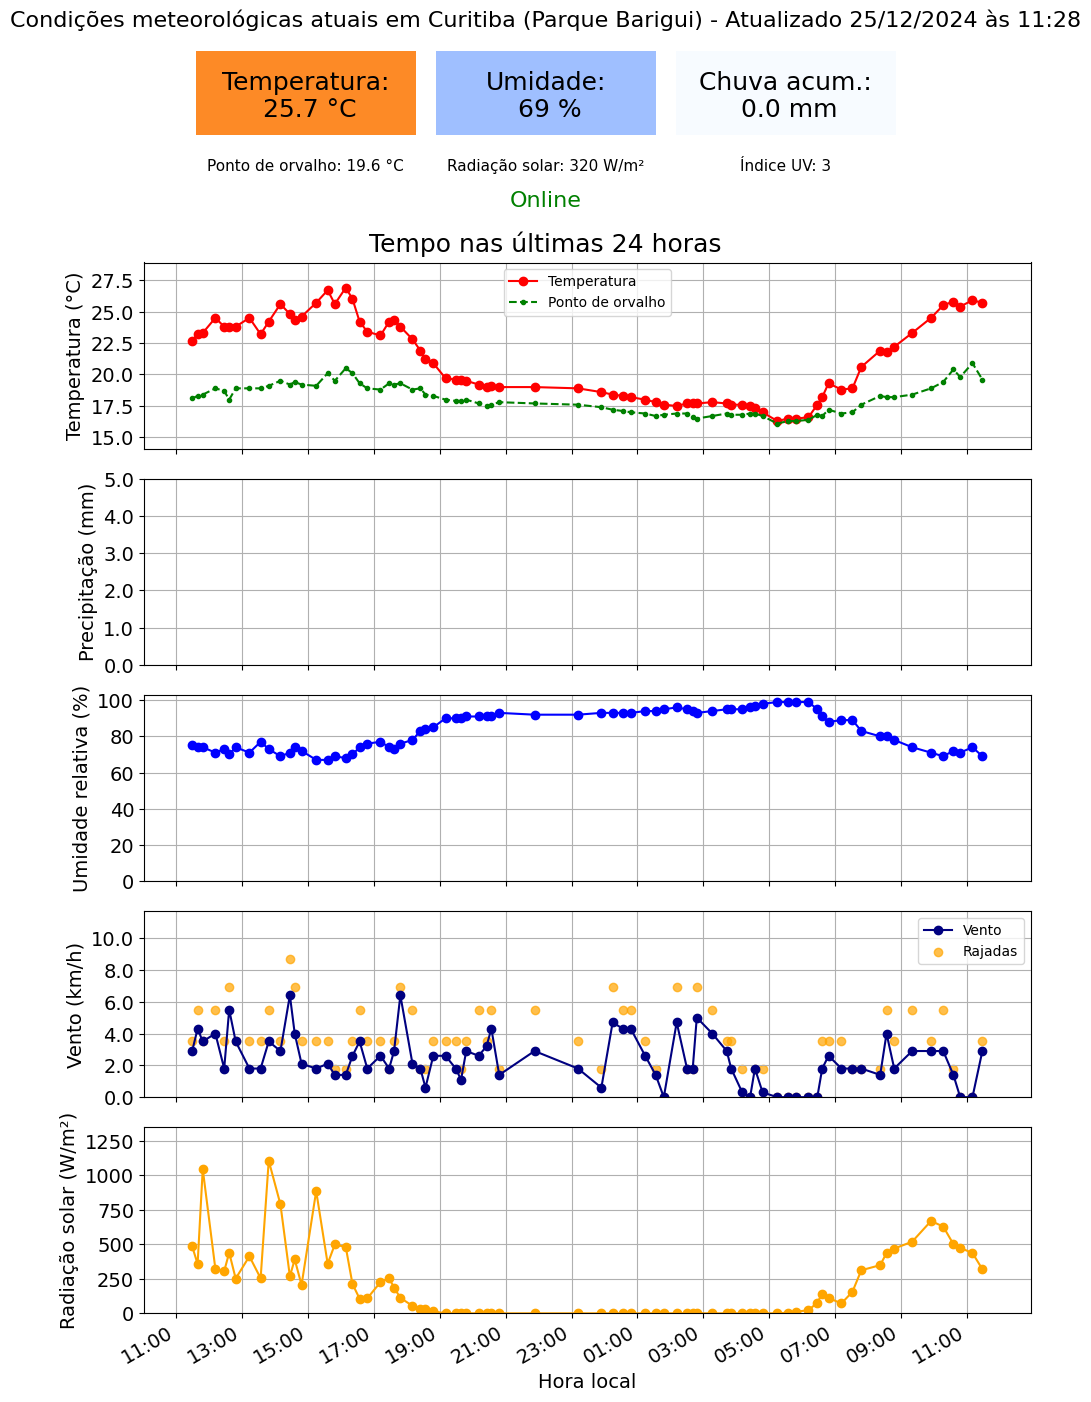 Condições meteorológicas atuais em Curitiba (Parque Barigui) - Atualizado 25/12/2024 às 11:28
Temperatura:
25.7 °C
Umidade:
69 %
Chuva acum.:
0.0 mm
Ponto de orvalho: 19.6 °C
Radiação solar: 320 W/m²
Índice UV: 3
Online
Tempo nas últimas 24 horas
Temperatura (°C)
27.5
25.0
22.5
20.0
17.5
15.0
Temperatura
Ponto de orvalho
Precipitação (mm)
5.0
4.0
3.0
2.0
1.0
0.0
Umidade relativa (%)
100
80
60
40
20
0
Vento (km/h)
10.0
8.0
6.0
4.0
2.0
0.0
Vento
Rajadas
Radiação solar (W/m²)
1250
1000
750
500
250
0
11:00
13:00
15:00
17:00
19:00
21:00
23:00
01:00
03:00
05:00
07:00
09:00
11:00
Hora local